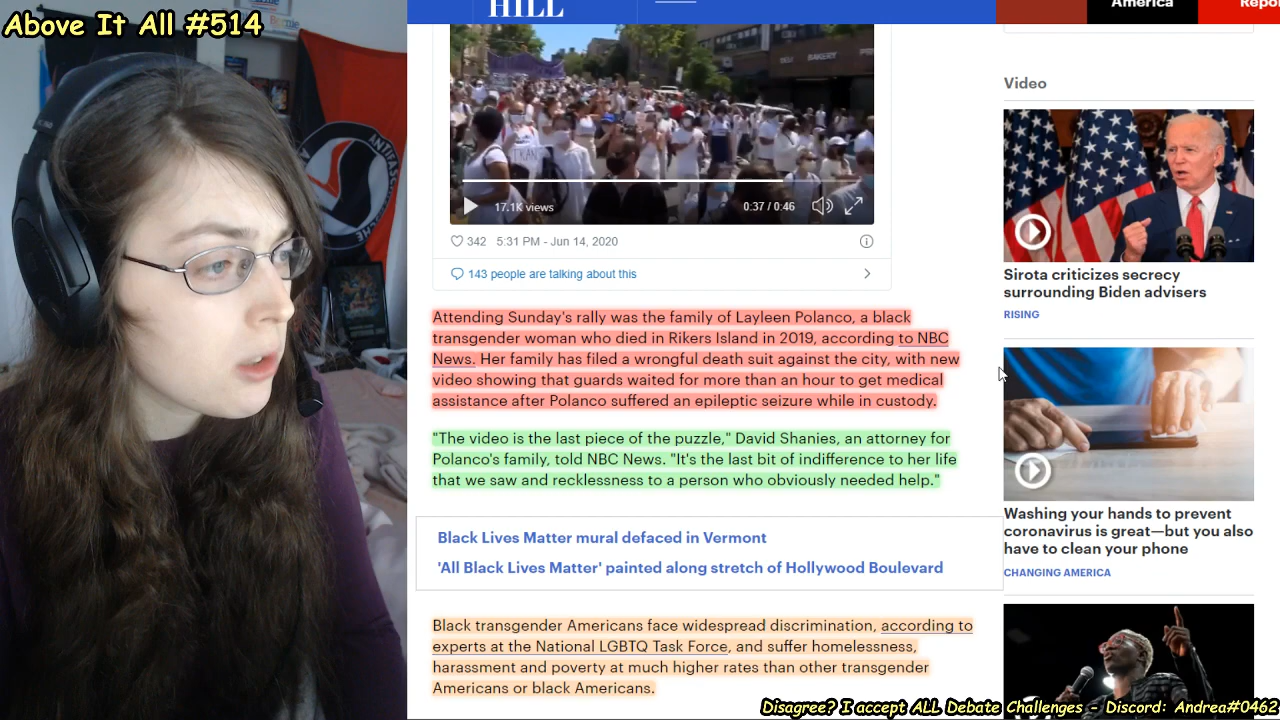 Above It All #514
HILL
America
Repo
BAKERY
TRAN
17.1K views
0:37 / 0:46
342 5:31 PM - Jun 14, 2020
143 people are talking about this
Attending Sunday's rally was the family of Layleen Polanco, a black
transgender woman who died in Rikers Island in 2019, according to NBC
News. Her family has filed a wrongful death suit against the city, with new
video showing that guards waited for more than an hour to get medical
assistance after Polanco suffered an epileptic seizure while in custody.
"The video is the last piece of the puzzle," David Shanies, an attorney for
Polanco's family, told NBC News. "It's the last bit of indifference to her life
that we saw and recklessness to a person who obviously needed help."
Black Lives Matter mural defaced in Vermont
'All Black Lives Matter' painted along stretch of Hollywood Boulevard
Black transgender Americans face widespread discrimination, according to
experts at the National LGBTQ Task Force, and suffer homelessness,
harassment and poverty at much higher rates than other transgender
Americans or black Americans.
Video
Sirota criticizes secrecy
surrounding Biden advisers
RISING
Washing your hands to prevent
coronavirus is great—but you also
have to clean your phone
CHANGING AMERICA
Disagree? I accept ALL Debate Challenges - Discord: Andrea#0462